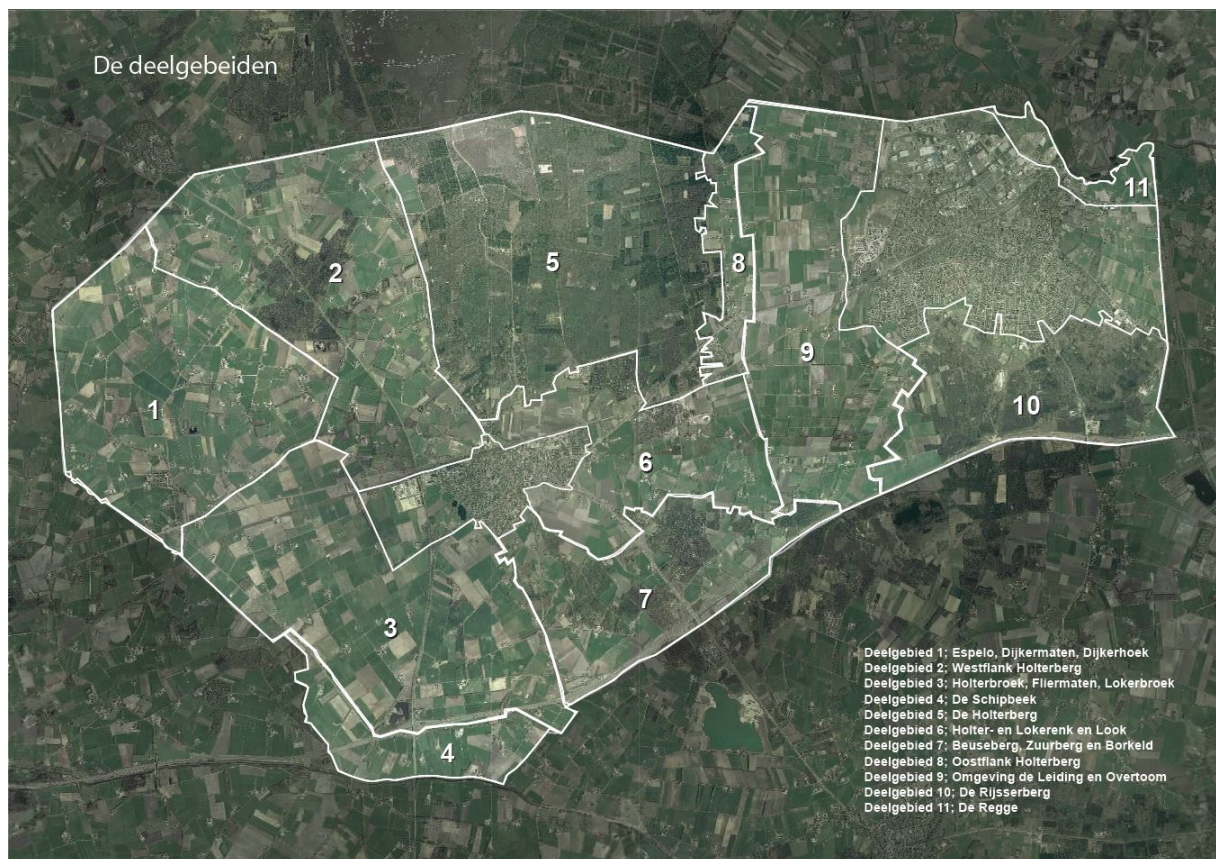 De deelgebeiden
11
2
5
8
9
1
10
6
7
3
4
Deelgebied 1; Espelo, Dijkermaten, Dijkerhoek
Deelgebied 2; Westflank Holterberg
Deelgebied 3; Holterbroek, Fliermaten, Lokerbroek
Deelgebied 4; De Schipbeek
Deelgebied 5; De Holterberg
Deelgebied 6; Holter- en Lokerenk en Look
Deelgebied 7; Beuseberg, Zuurberg en Borkeld
Deelgebied 8; Oostflank Holterberg
Deelgebied 9; Omgeving de Leiding en Overtoom
Deelgebied 10; De Rijsserberg
Deelgebied 11; De Regge